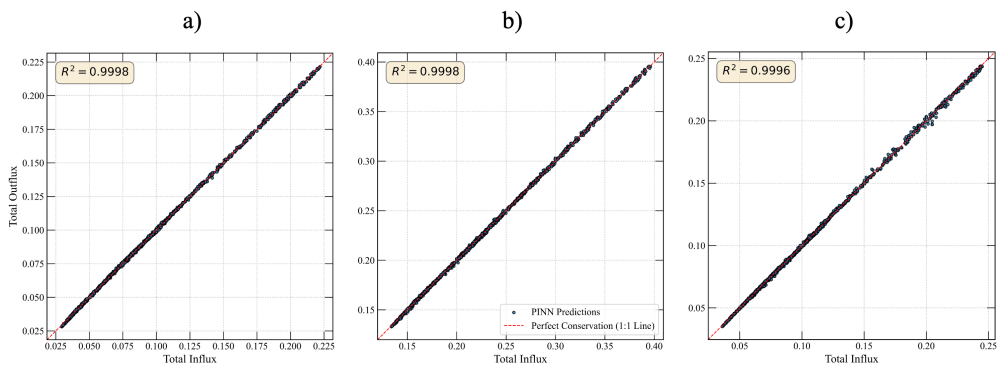 a)
b)
c)
R² = 0.9998
R² = 0.9998
R² = 0.9996
Total Outflux
0.225
0.200
0.175
0.150
0.125
0.100
0.075
0.050
0.025
0.025 0.050 0.075 0.100 0.125 0.150 0.175 0.200 0.225
Total Influx
0.40
0.35
0.30
0.25
0.20
0.15
PINN Predictions
Perfect Conservation (1:1 Line)
0.15 0.20 0.25 0.30 0.35 0.40
Total Influx
0.25
0.20
0.15
0.10
0.05
0.05 0.10 0.15 0.20 0.25
Total Influx